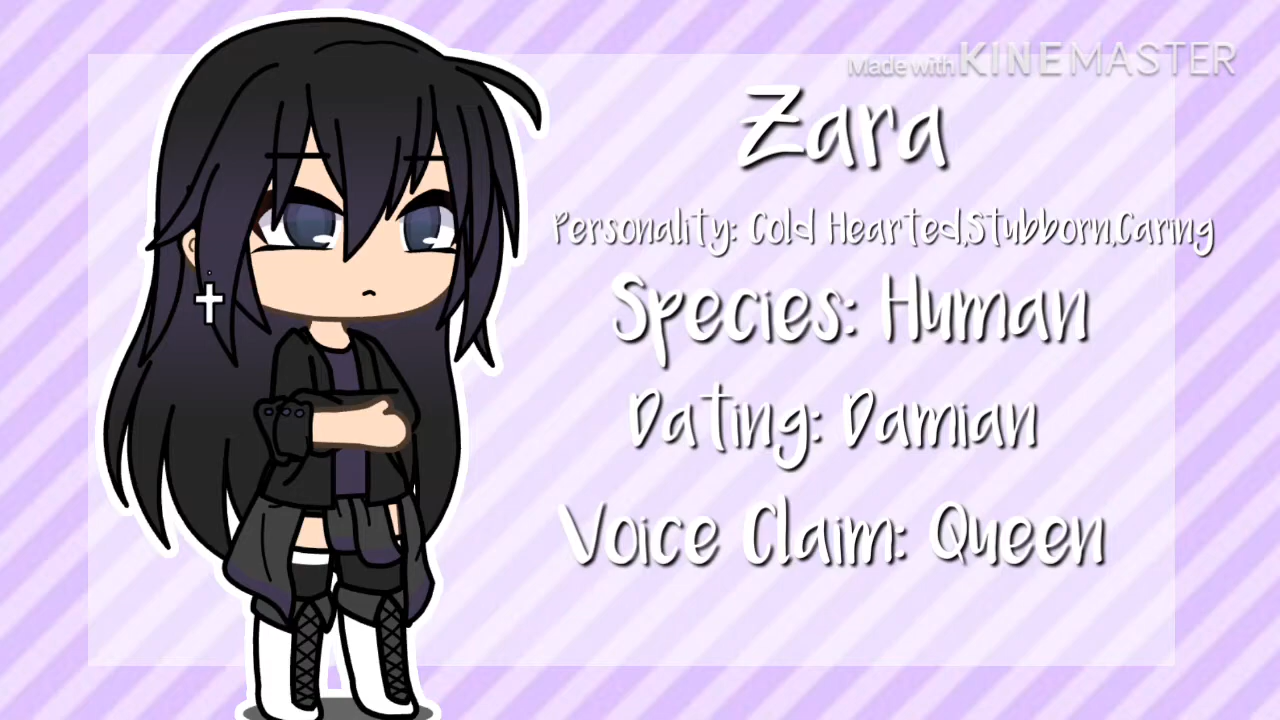 Made with KINEMASTER
Zara
Personality: Cold Hearted,Stubborn,Caring
Species: Human
Dating: Damian
Voice Claim: Queen